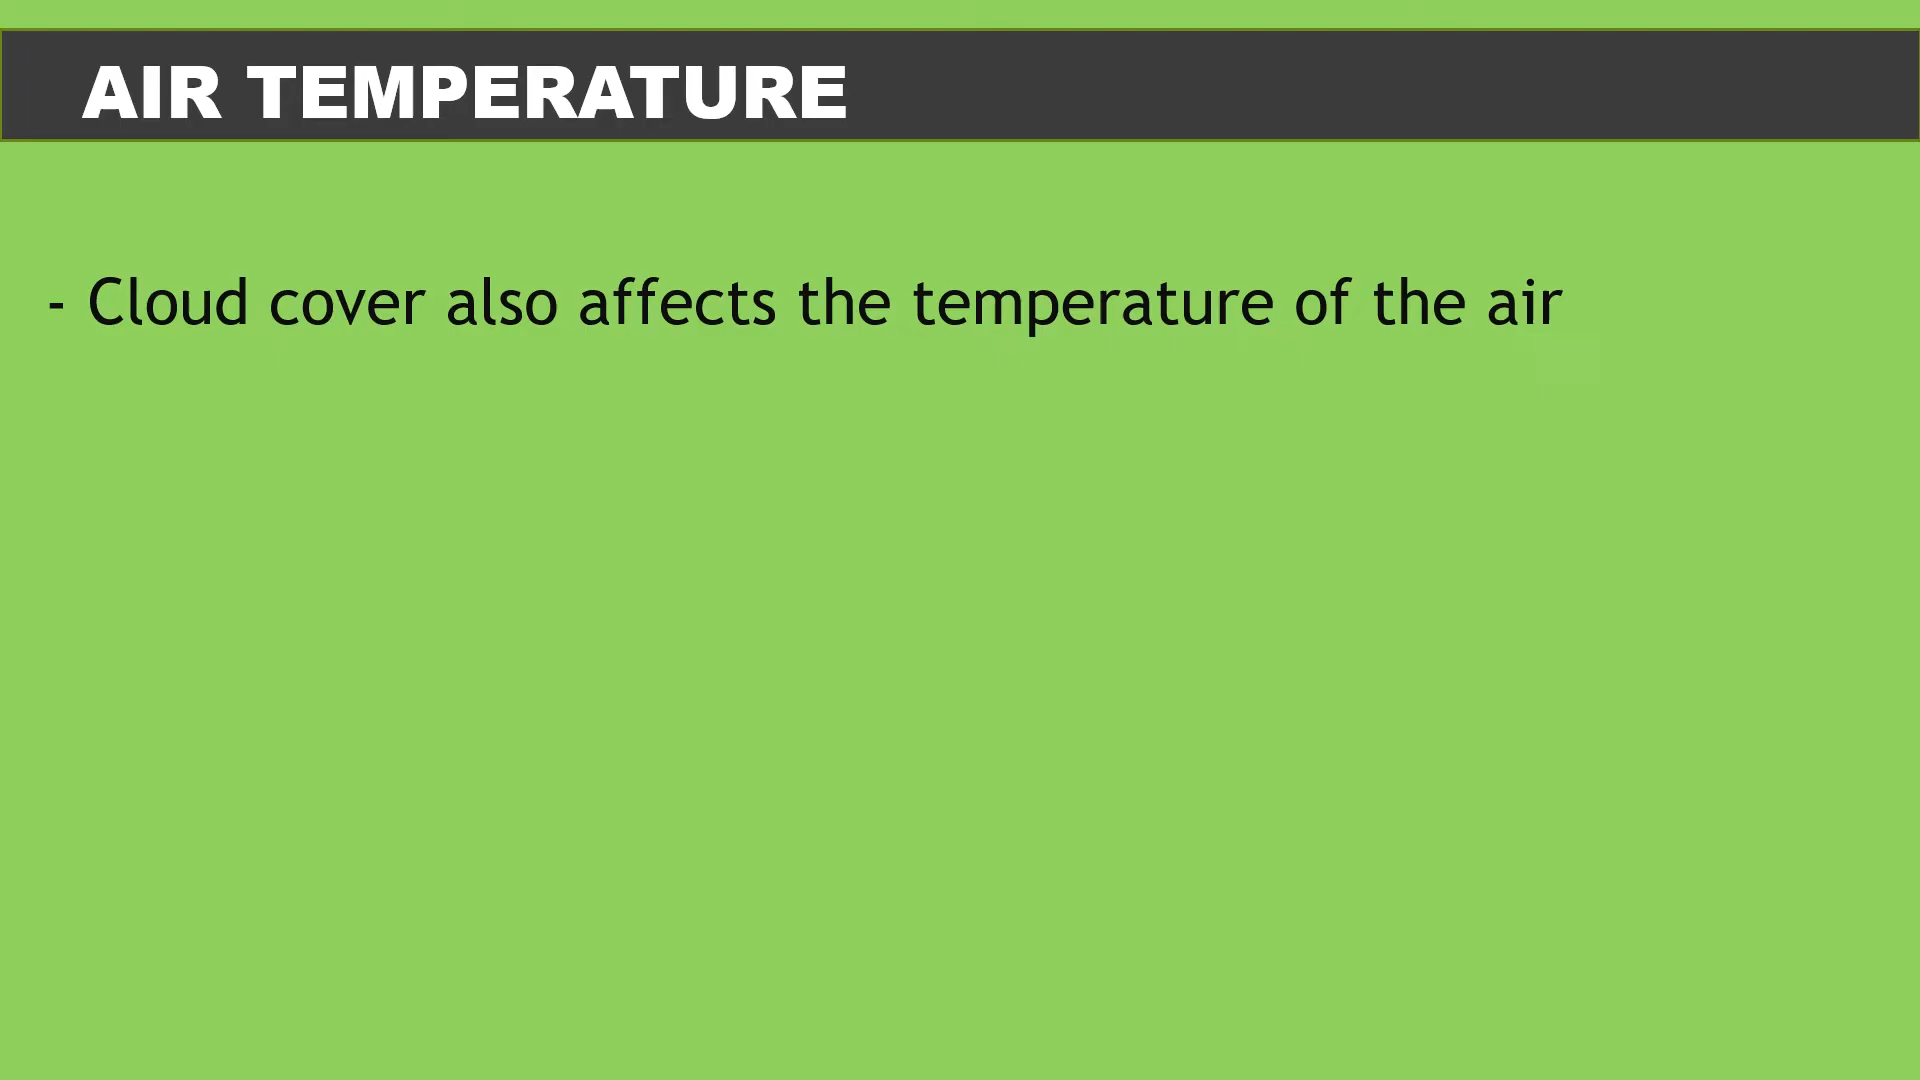 AIR TEMPERATURE
- Cloud cover also affects the temperature of the air